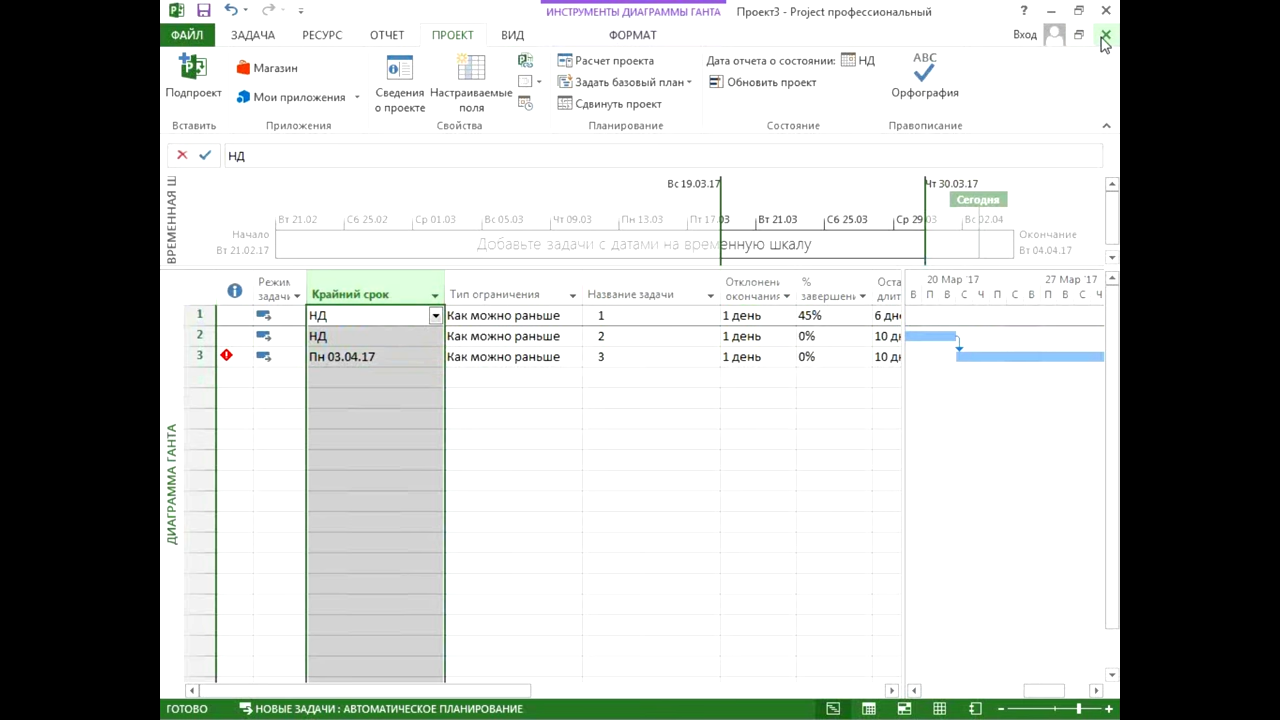 ИНСТРУМЕНТЫ ДИАГРАММЫ ГАНТА
Проект3 - Project профессиональный
?
ФАЙЛ ЗАДАЧА РЕСУРС ОТЧЕТ ПРОЕКТ ВИД ФОРМАТ Вход
Подпроект
Магазин
Мои приложения
Сведения о проекте
Настраиваемые поля
Расчет проекта
Задать базовый план
Сдвинуть проект
Дата отчета о состоянии: НД
Обновить проект
ABC
Орфография
Вставить Приложения Свойства Планирование Состояние Правописание
НД
ВРЕМЕННАЯ Ш
Вс 19.03.17 Чт 30.03.17
Сегодня
Вт 21.02 Сб 25.02 Ср 01.03 Вс 05.03 Чт 09.03 Пн 13.03 Пт 17.03 Вт 21.03 Сб 25.03 Ср 29.03 Вс 02.04
Начало
Вт 21.02.17
Добавьте задачи с датами на временную шкалу
Окончание
Вт 04.04.17
ДИАГРАММА ГАНТА
Режим задачи Крайний срок Тип ограничения Название задачи Отклонени окончания % завершени Оста длит
20 Мар '17 27 Мар '17
В П В С Ч П С В П В С Ч
1 НД Как можно раньше 1 1 день 45% 6 дне
2 НД Как можно раньше 2 1 день 0% 10 дн
3 Пн 03.04.17 Как можно раньше 3 1 день 0% 10 дн
ГОТОВО НОВЫЕ ЗАДАЧИ : АВТОМАТИЧЕСКОЕ ПЛАНИРОВАНИЕ